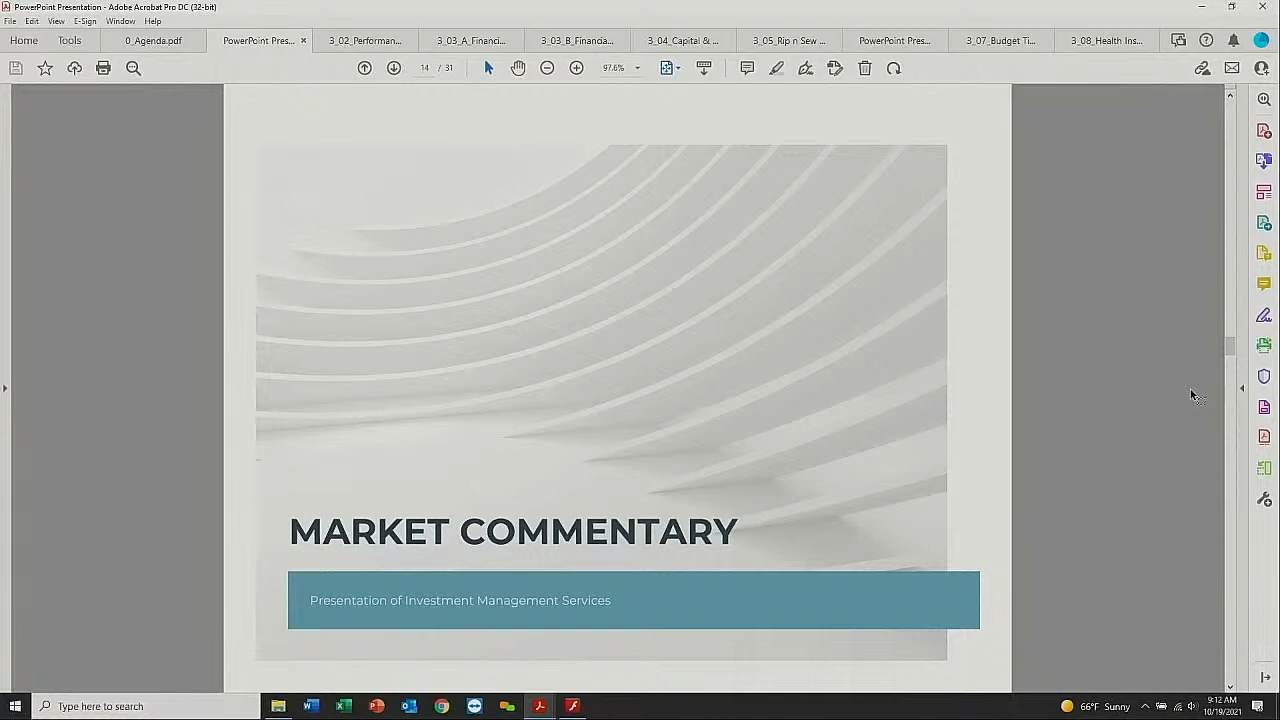 PowerPoint Presentation - Adobe Acrobat Pro DC (32-bit)
File Edit View E-Sign Window Help
Home Tools 0_Agenda.pdf PowerPoint Pres... × 3_02_Performan... 3_03_A_Financi... 3_03_B_Financia... 3_04_Capital & ... 3_05_Rip n Sew ... PowerPoint Pres... 3_07_Budget Ti... 3_08_Health Ins...
14 / 31 97.6%
MARKET COMMENTARY
Presentation of Investment Management Services
Type here to search
66°F Sunny
9:12 AM
10/19/2021